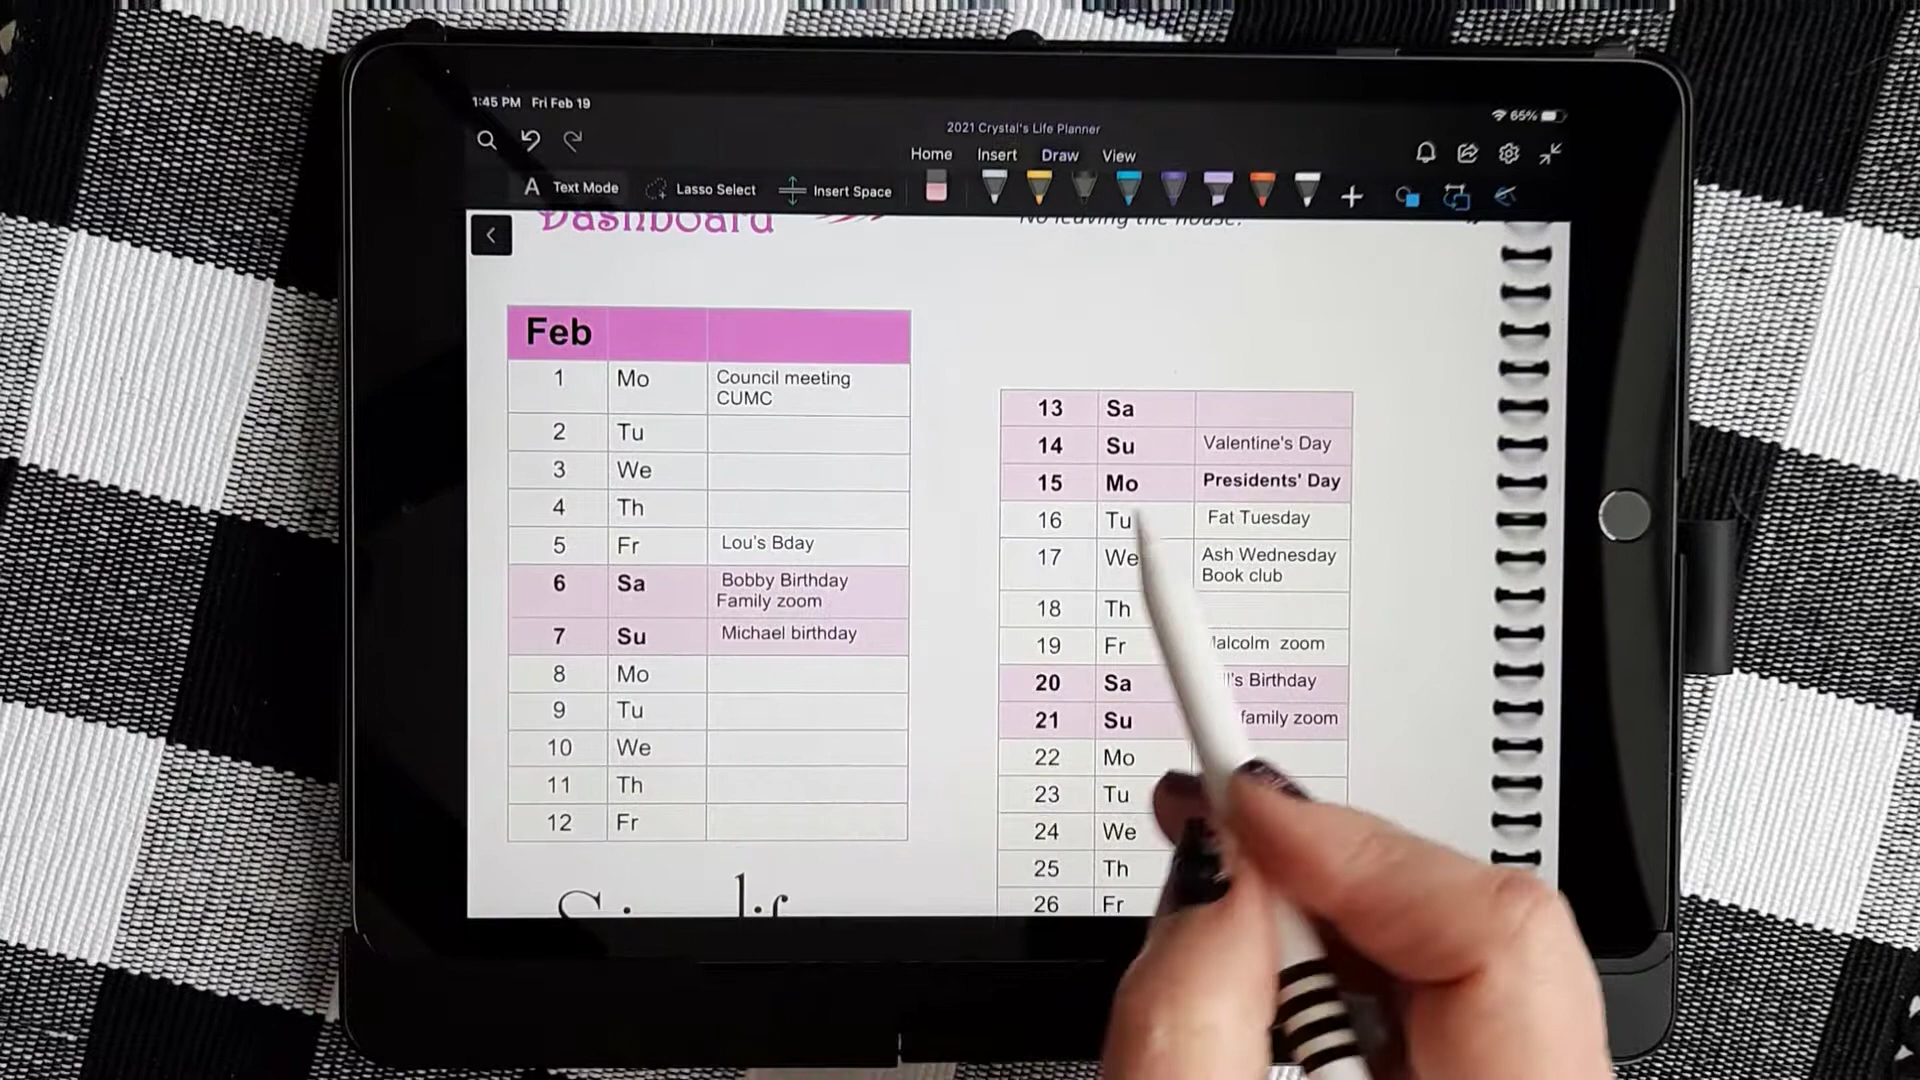 1:45 PM Fri Feb 19
65%
2021 Crystal's Life Planner
Home Insert Draw View
Text Mode Lasso Select Insert Space
Dashboard
No leaving the house.
Feb
1 Mo Council meeting
CUMC
2 Tu
3 We
4 Th
5 Fr Lou's Bday
6 Sa Bobby Birthday
Family zoom
7 Su Michael birthday
8 Mo
9 Tu
10 We
11 Th
12 Fr
13 Sa
14 Su Valentine's Day
15 Mo Presidents' Day
16 Tu Fat Tuesday
17 We Ash Wednesday
Book club
18 Th
19 Fr zoom
20 Sa Birthday
21 Su family zoom
22 Mo
23 Tu
24 We
25 Th
26 Fr